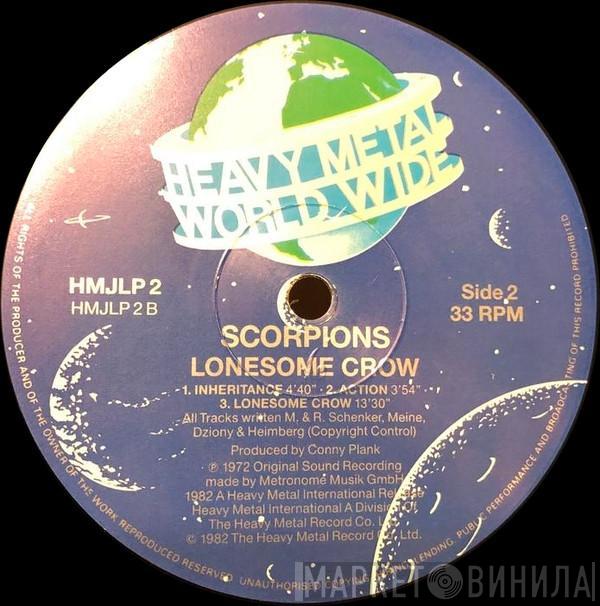 HEAVY METAL
WORLD WIDE
HMJLP 2
HMJLP 2 B
Side 2
33 RPM
SCORPIONS
LONESOME CROW
1. INHERITANCE 4'40" · 2. ACTION 3'54" ·
3. LONESOME CROW 13'30"
All Tracks written M. & R. Schenker, Meine,
Dziony & Heimberg (Copyright Control)
Produced by Conny Plank
℗ 1972 Original Sound Recording
made by Metronome Musik GmbH
1982 A Heavy Metal International Release
Heavy Metal International A Division Of
The Heavy Metal Record Co. Ltd.
© 1982 The Heavy Metal Record Co. Ltd.
ALL RIGHTS OF THE PRODUCER AND OF THE OWNER OF THE WORK REPRODUCED RESERVED. UNAUTHORISED COPYING, LENDING, PUBLIC PERFORMANCE AND BROADCASTING OF THIS RECORD PROHIBITED
МАРКЕТ ВИНИЛА